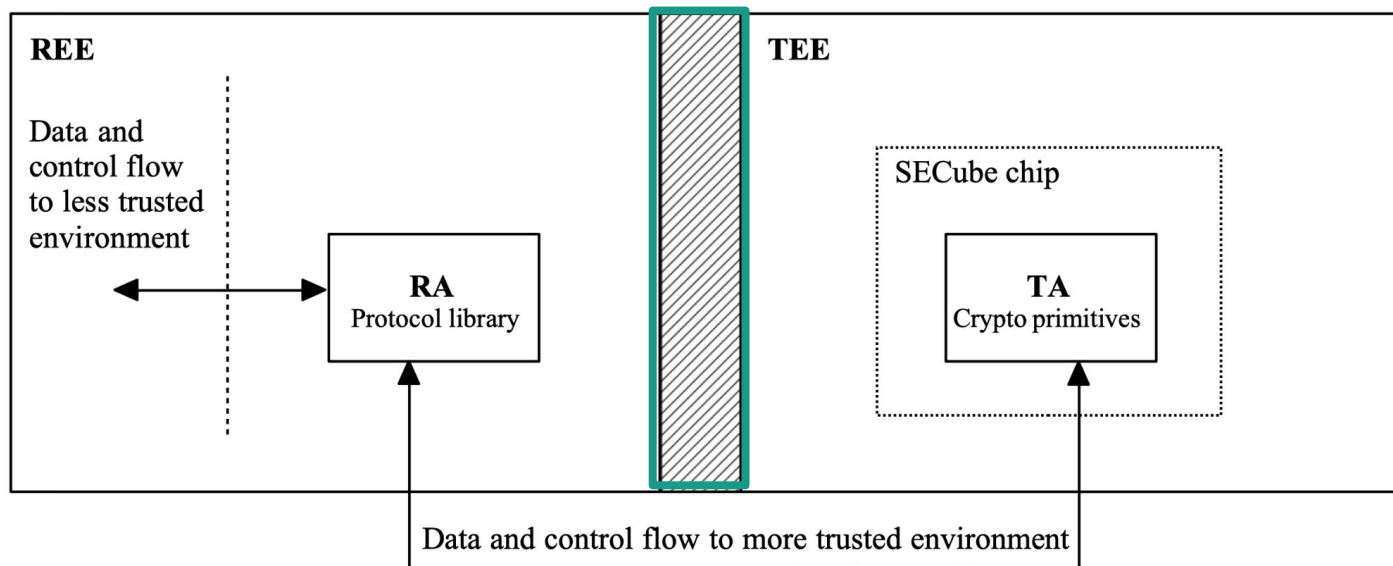 REE
Data and
control flow
to less trusted
environment
RA
Protocol library
TEE
SECube chip
TA
Crypto primitives
Data and control flow to more trusted environment